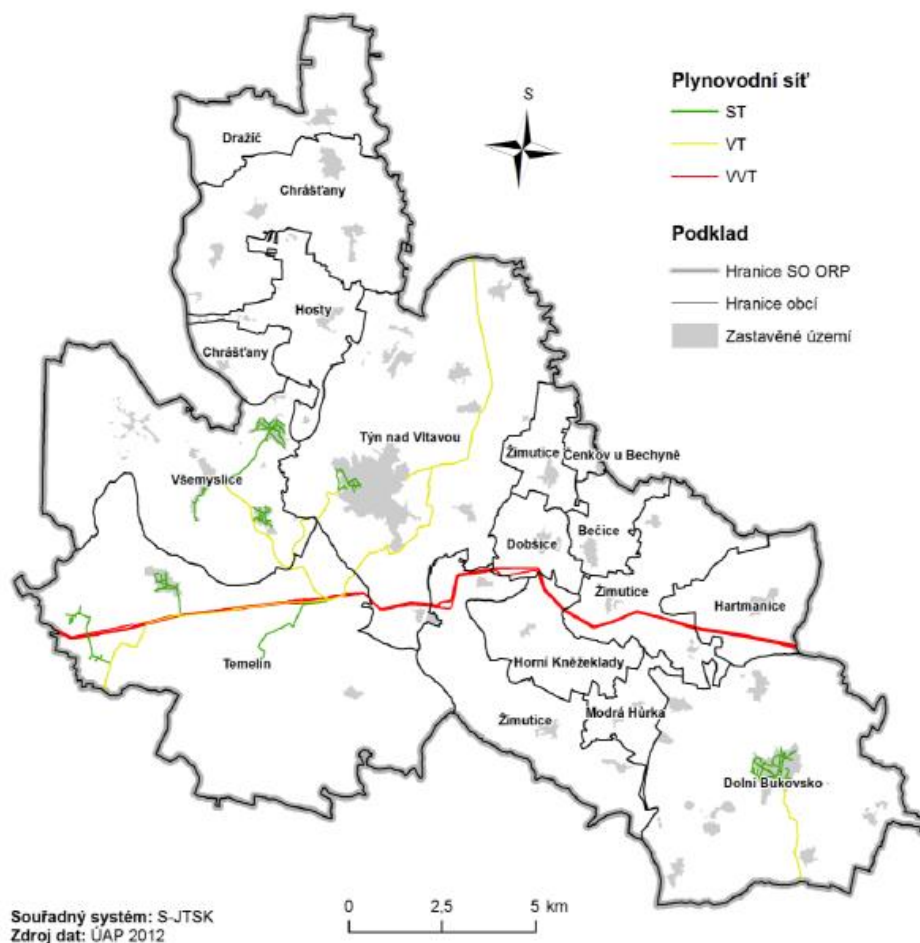 Plynovodní síť
ST
VT
VVT
Podklad
Hranice SO ORP
Hranice obcí
Zastavěné území
S
Dražíč
Chrášťany
Hosty
Chrášťany
Týn nad Vltavou
Žimutice
Čenkov u Bechyně
Všemyslice
Dobšice
Bečice
Žimutice
Hartmanice
Temelín
Horní Kněžeklady
Žimutice
Modrá Hůrka
Dolní Bukovsko
Souřadný systém: S-JTSK
Zdroj dat: ÚAP 2012
0 2,5 5 km